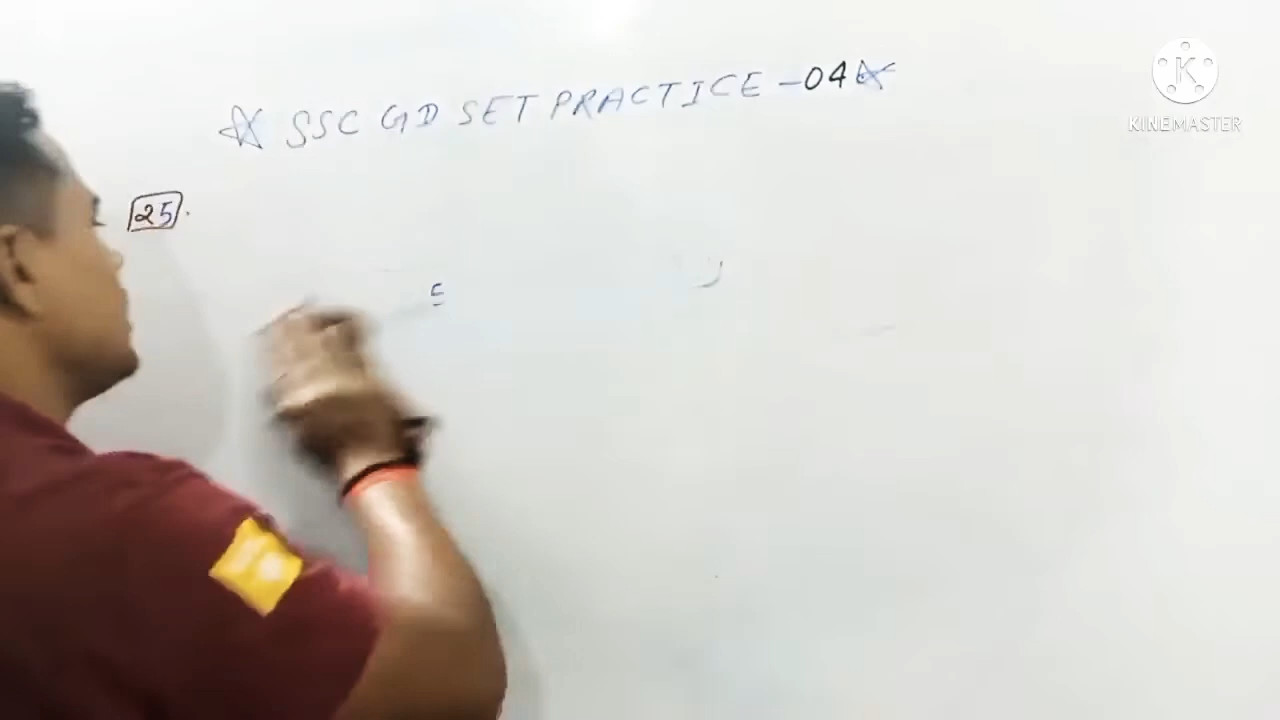 ☆ SSC GD SET PRACTICE -04 ☆
25.
K
KINEMASTER